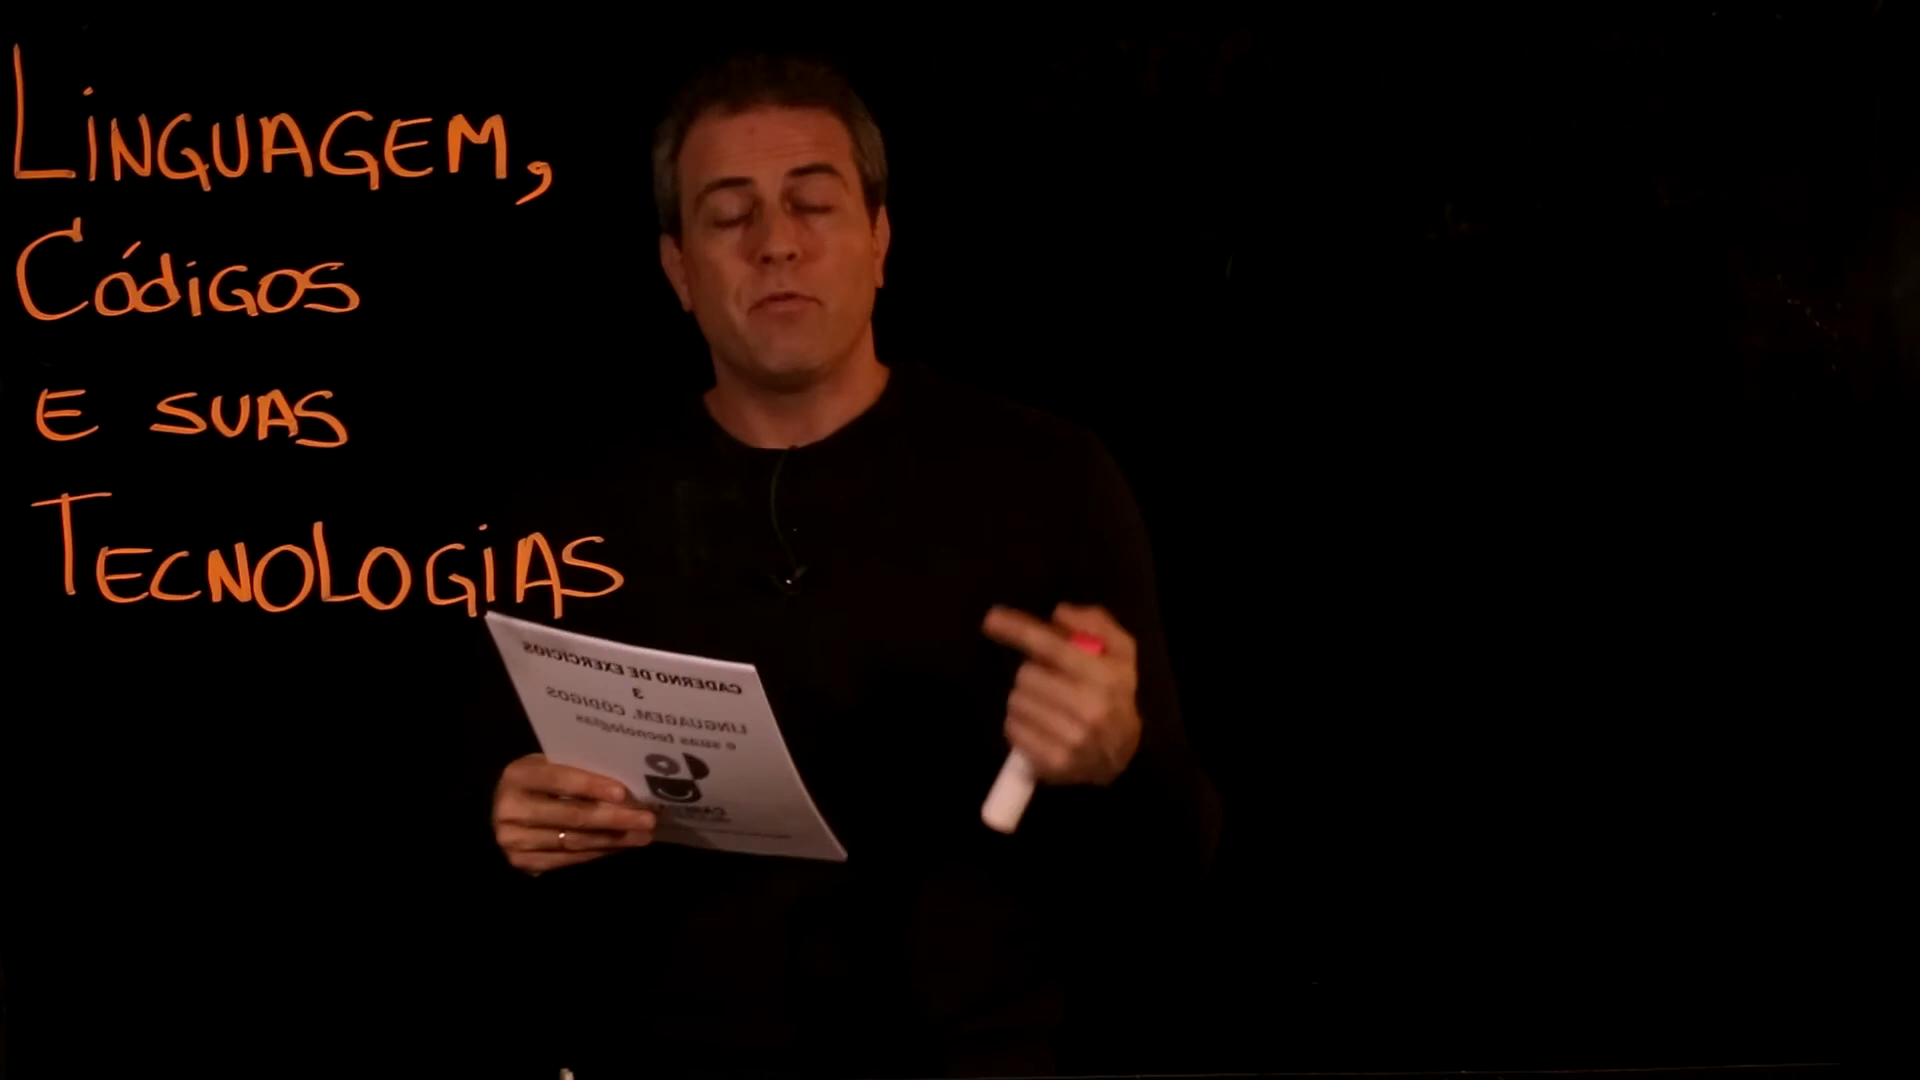 LINGUAGEM,
CÓDIGOS
E SUAS
TECNOLOGIAS
CADERNO DE EXERCÍCIOS
3
LINGUAGEM, CÓDIGOS
e suas tecnologias